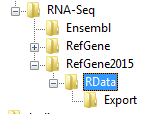 RNA-Seq
Ensembl
RefGene
RefGene2015
RData
Export